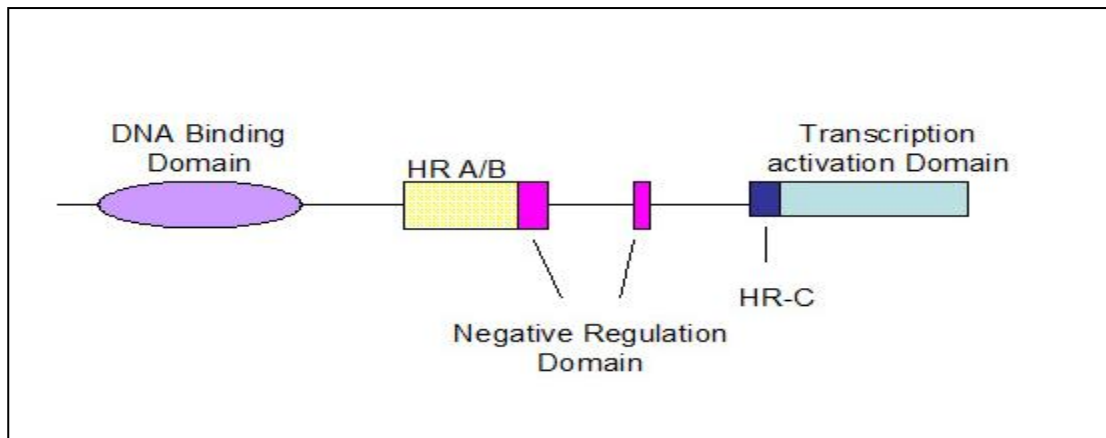 DNA Binding
Domain
HR A/B
Transcription
activation Domain
HR-C
Negative Regulation
Domain